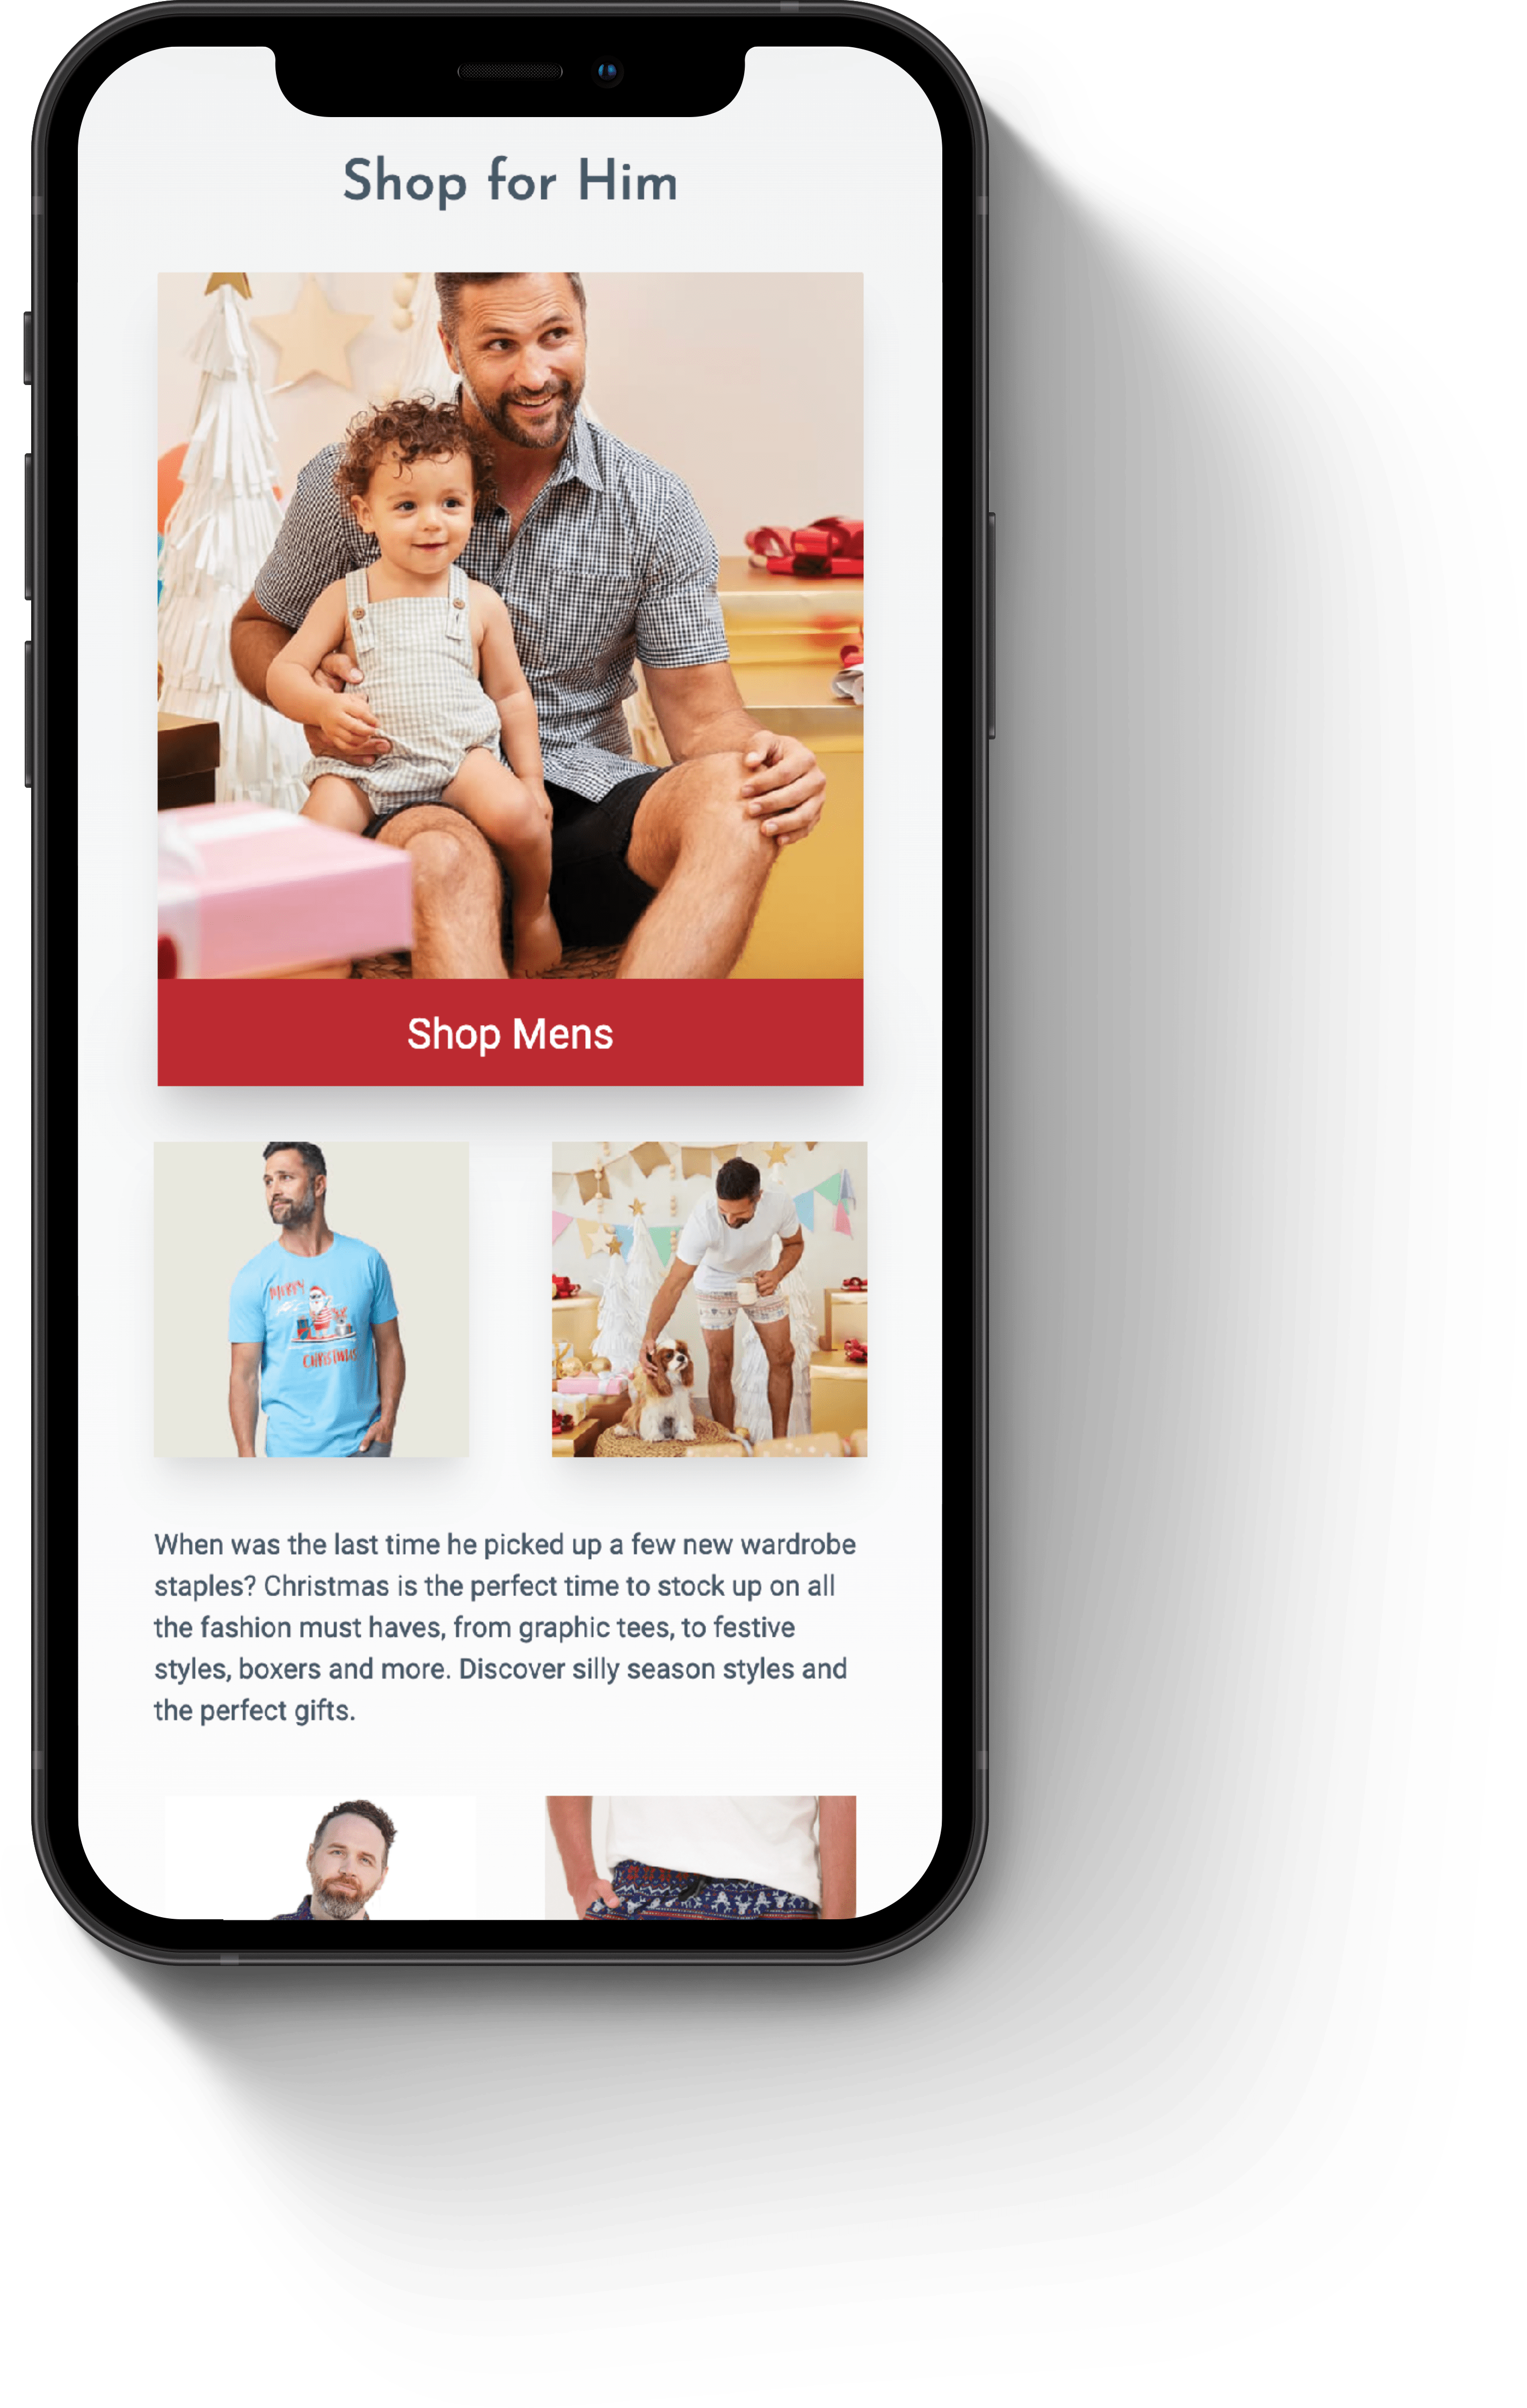 Shop for Him
Shop Mens
MERRY
CHRISTMAS
When was the last time he picked up a few new wardrobe
staples? Christmas is the perfect time to stock up on all
the fashion must haves, from graphic tees, to festive
styles, boxers and more. Discover silly season styles and
the perfect gifts.